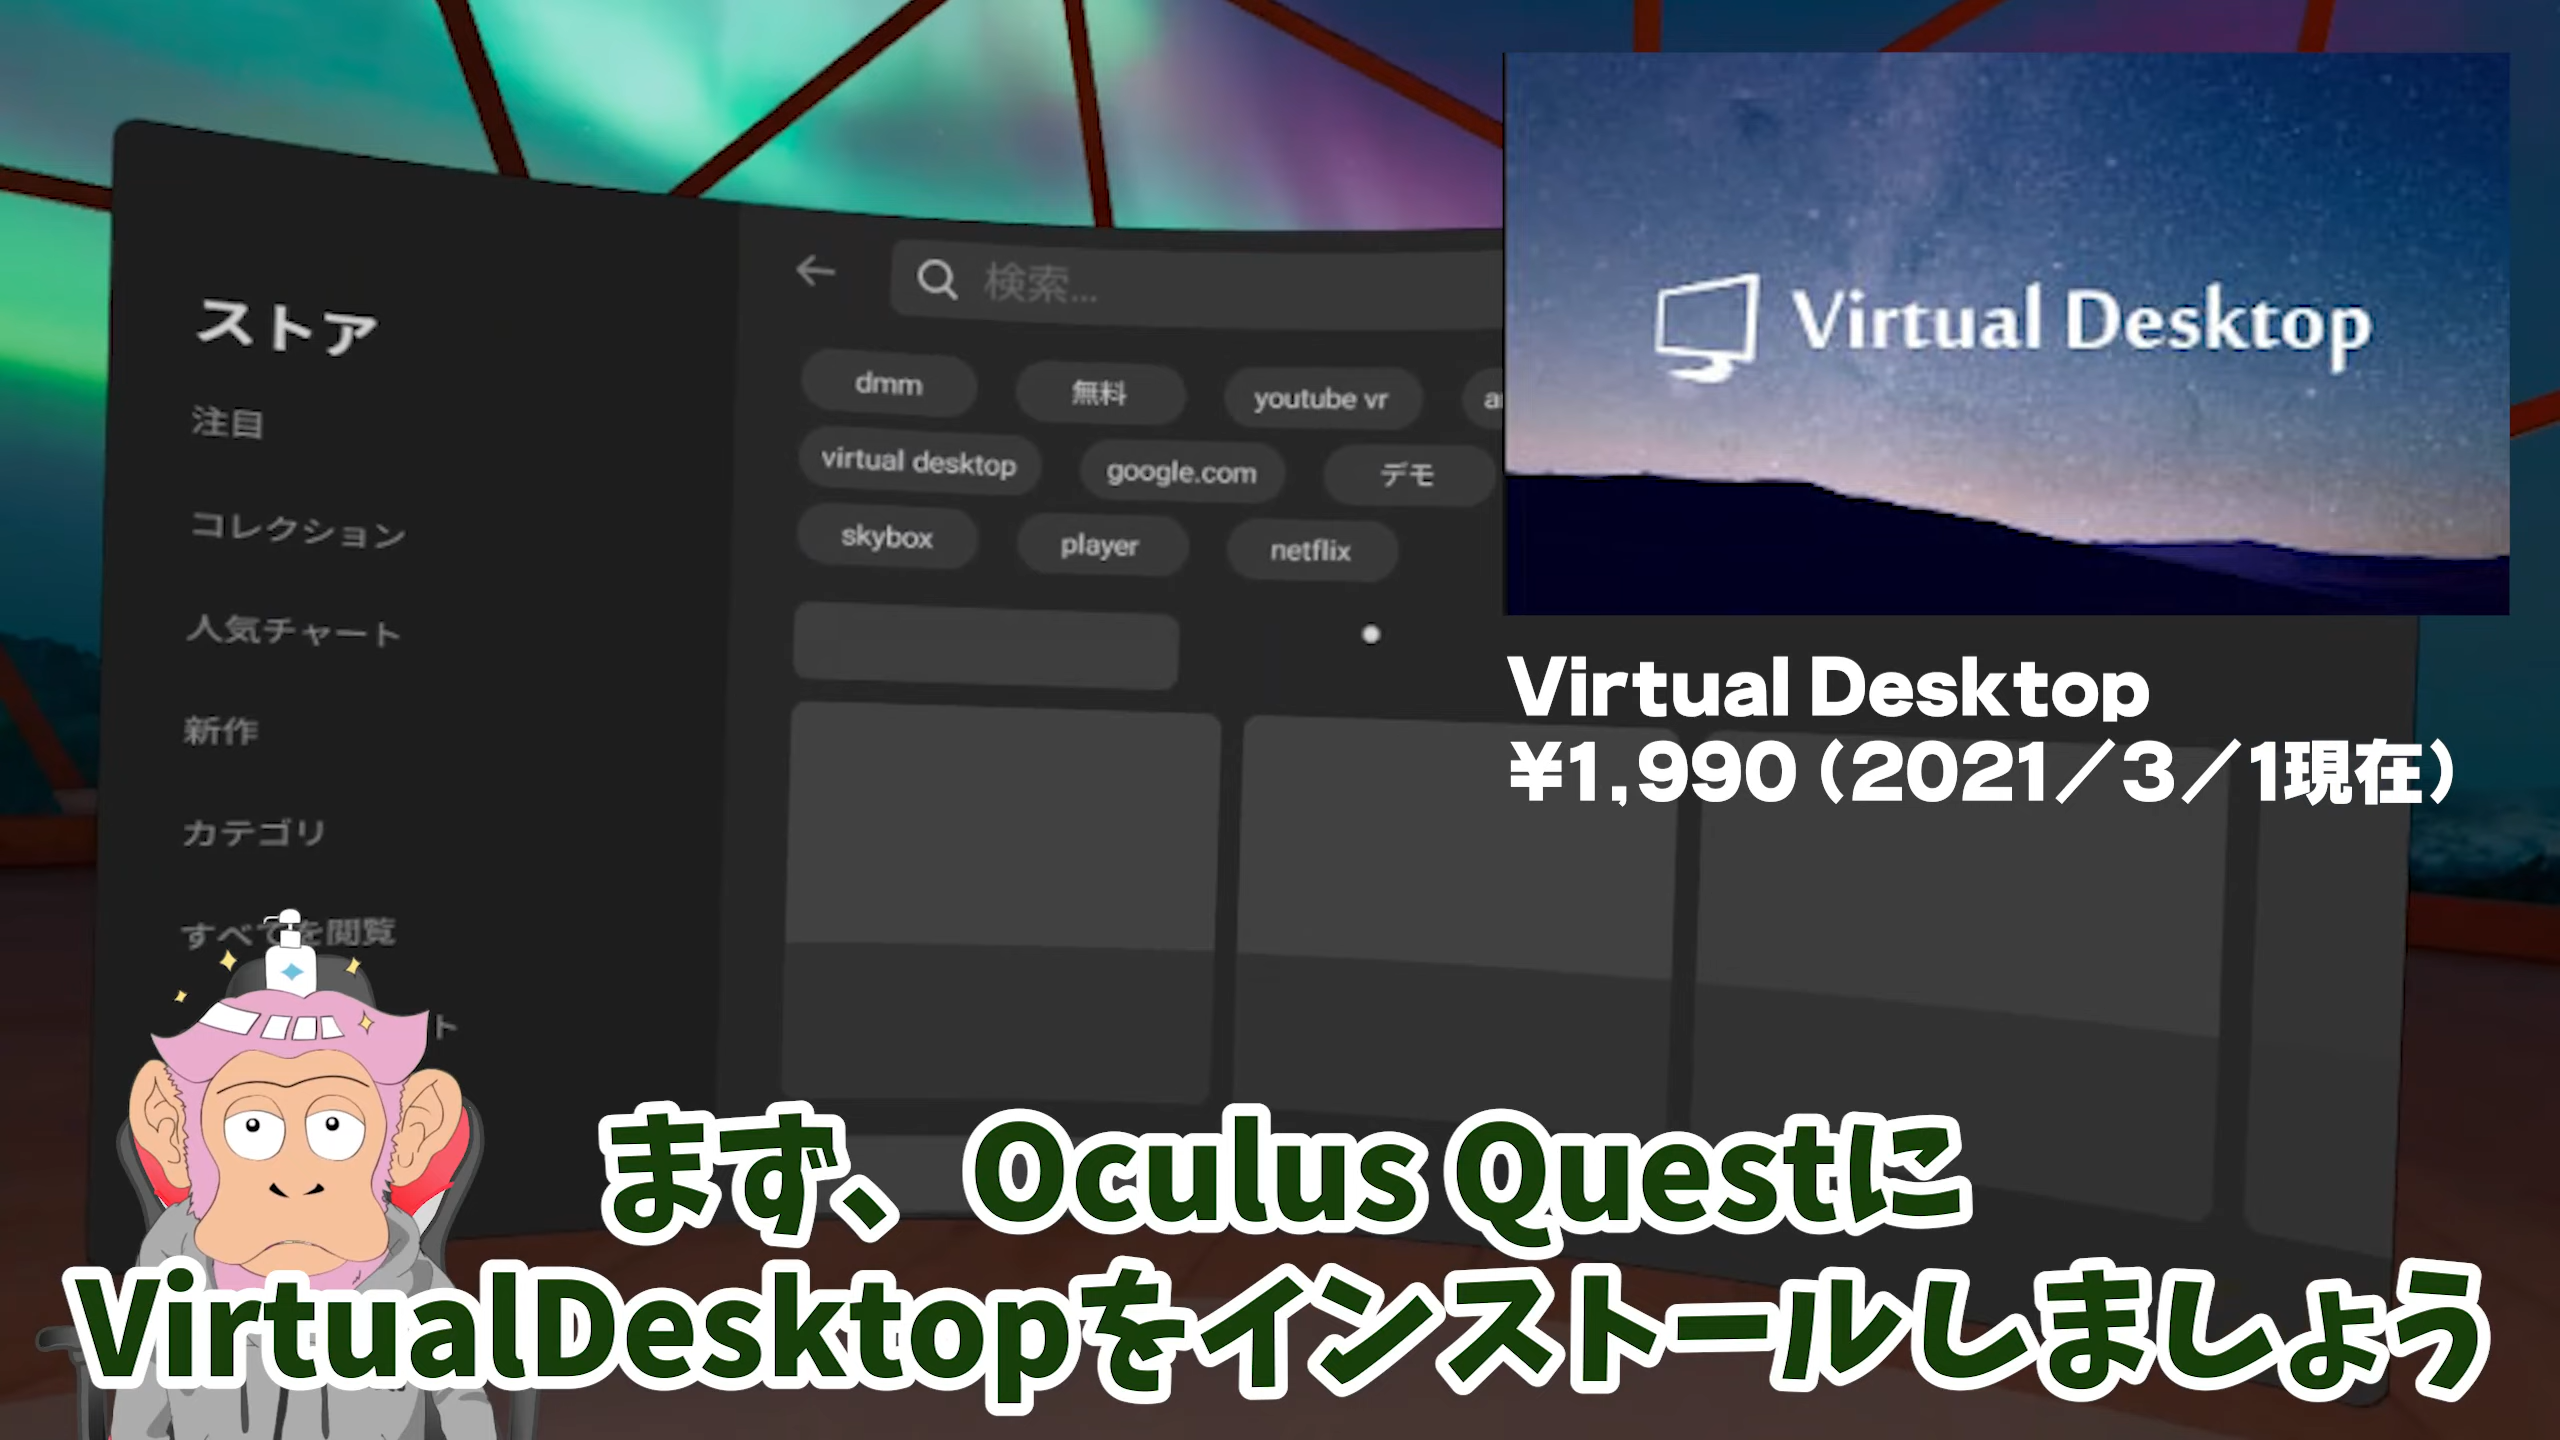 ストア
注目
コレクション
人気チャート
新作
カテゴリ
すべてを閲覧
ト
検索...
dmm
無料
youtube vr
virtual desktop
google.com
デモ
skybox
player
netflix
Virtual Desktop
Virtual Desktop
¥1,990（2021／3／1現在）
まず、Oculus Questに
VirtualDesktopをインストールしましょう